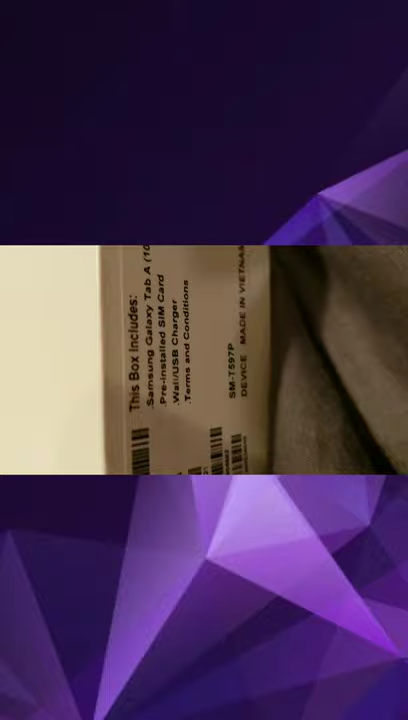 This Box Includes:
.Samsung Galaxy Tab A (10
.Pre-Installed SIM Card
.Wall/USB Charger
.Terms and Conditions
SM-T597P
DEVICE MADE IN VIETNAM